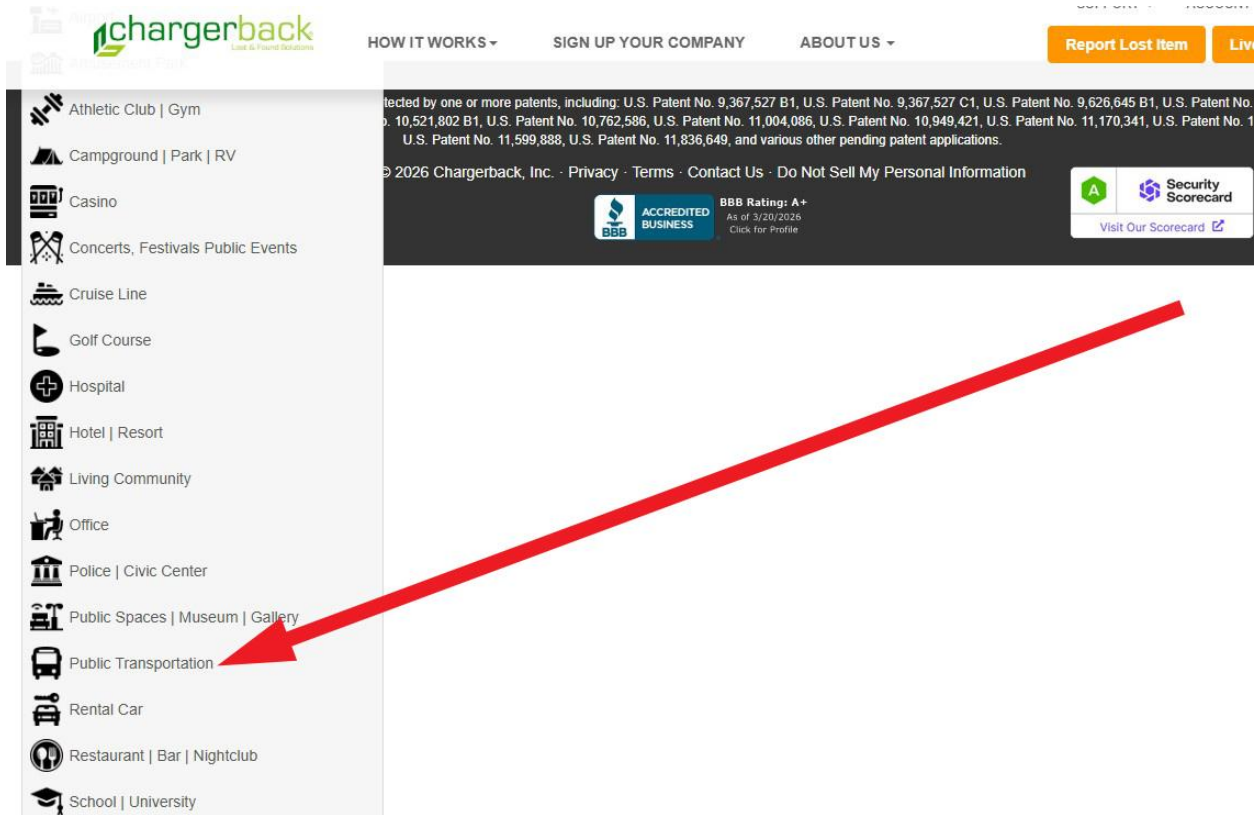 chargerback
Lost & Found Solutions
HOW IT WORKS
SIGN UP YOUR COMPANY
ABOUT US
Report Lost Item
Athletic Club | Gym
Campground | Park | RV
Casino
Concerts, Festivals Public Events
Cruise Line
Golf Course
Hospital
Hotel | Resort
Living Community
Office
Police | Civic Center
Public Spaces | Museum | Gallery
Public Transportation
Rental Car
Restaurant | Bar | Nightclub
School | University
tected by one or more patents, including: U.S. Patent No. 9,367,527 B1, U.S. Patent No. 9,367,527 C1, U.S. Patent No. 9,626,645 B1, U.S. Patent No.
. 10,521,802 B1, U.S. Patent No. 10,762,586, U.S. Patent No. 11,004,086, U.S. Patent No. 10,949,421, U.S. Patent No. 11,170,341, U.S. Patent No. 1
U.S. Patent No. 11,599,888, U.S. Patent No. 11,836,649, and various other pending patent applications.
© 2026 Chargerback, Inc. · Privacy · Terms · Contact Us · Do Not Sell My Personal Information
BBB
ACCREDITED
BUSINESS
BBB Rating: A+
As of 3/20/2026
Click for Profile
A
Security
Scorecard
Visit Our Scorecard